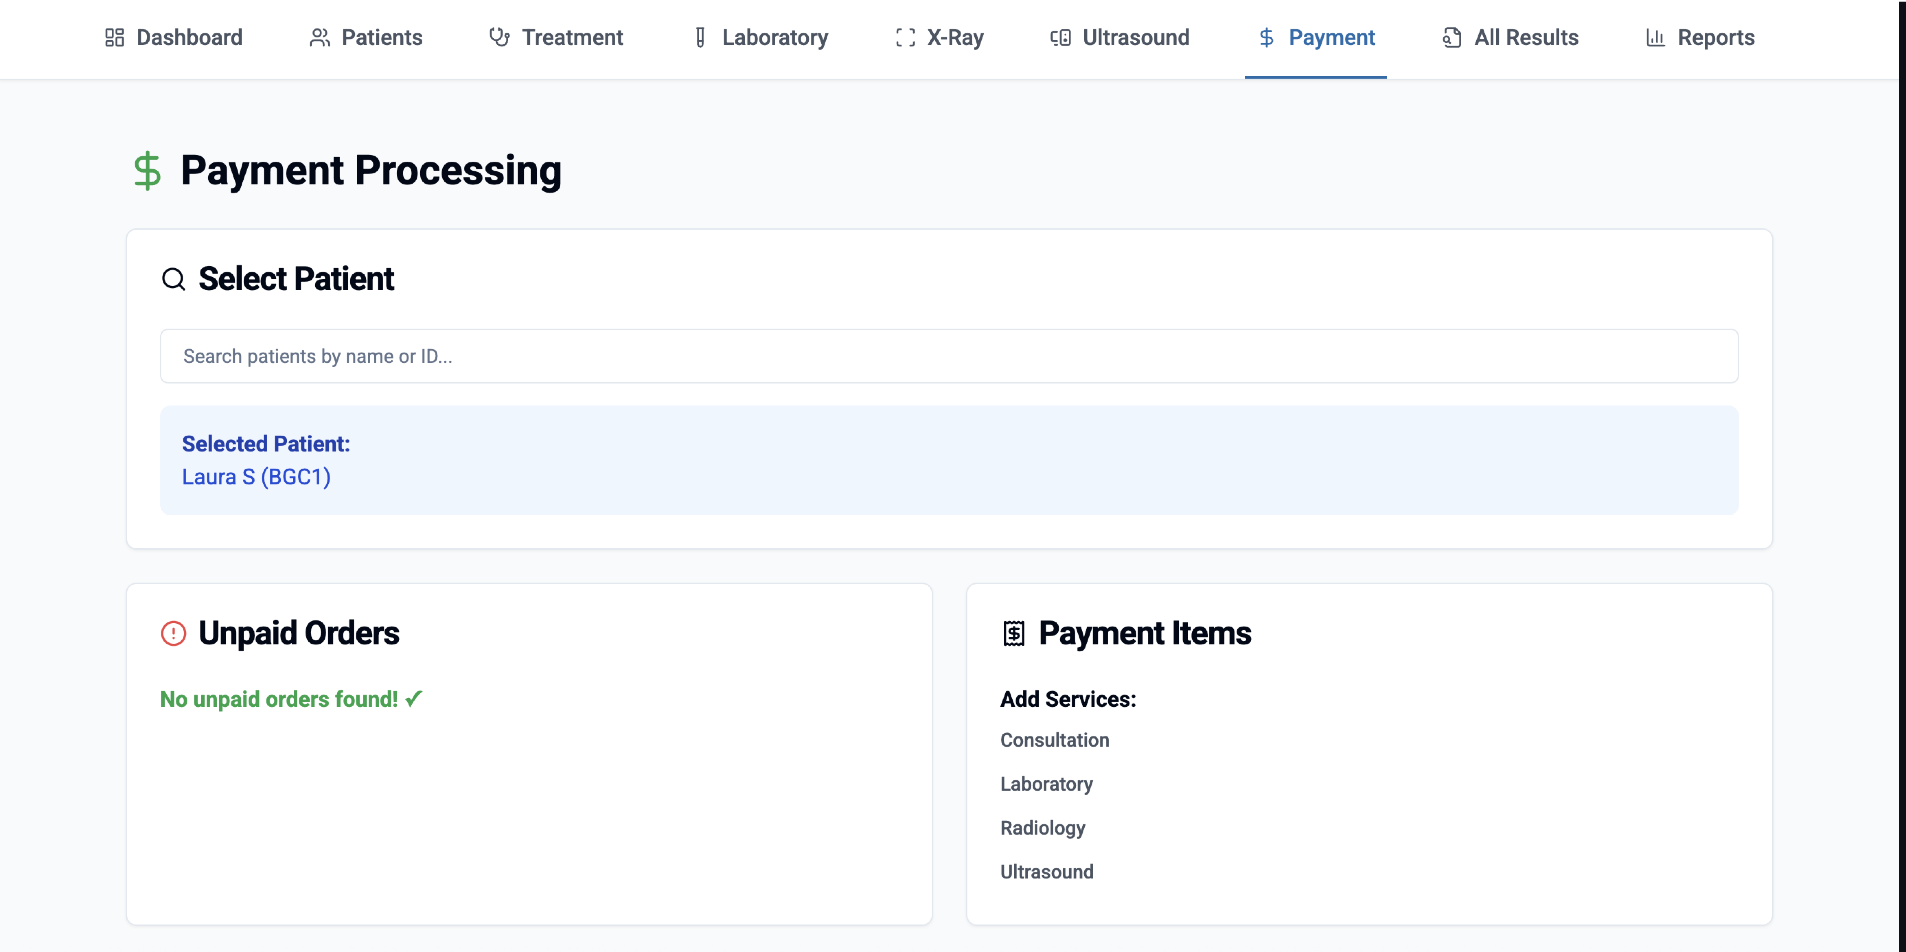 Dashboard Patients Treatment Laboratory X-Ray Ultrasound Payment All Results Reports
Payment Processing
Select Patient
Search patients by name or ID...
Selected Patient:
Laura S (BGC1)
Unpaid Orders
No unpaid orders found! ✓
Payment Items
Add Services:
Consultation
Laboratory
Radiology
Ultrasound